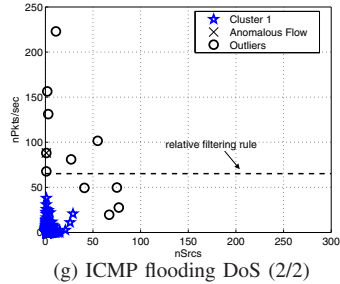 250
200
150
100
50
0
nPkts/sec
Cluster 1
Anomalous Flow
Outliers
relative filtering rule
0 50 100 150 200 250 300
nSrcs
(g) ICMP flooding DoS (2/2)